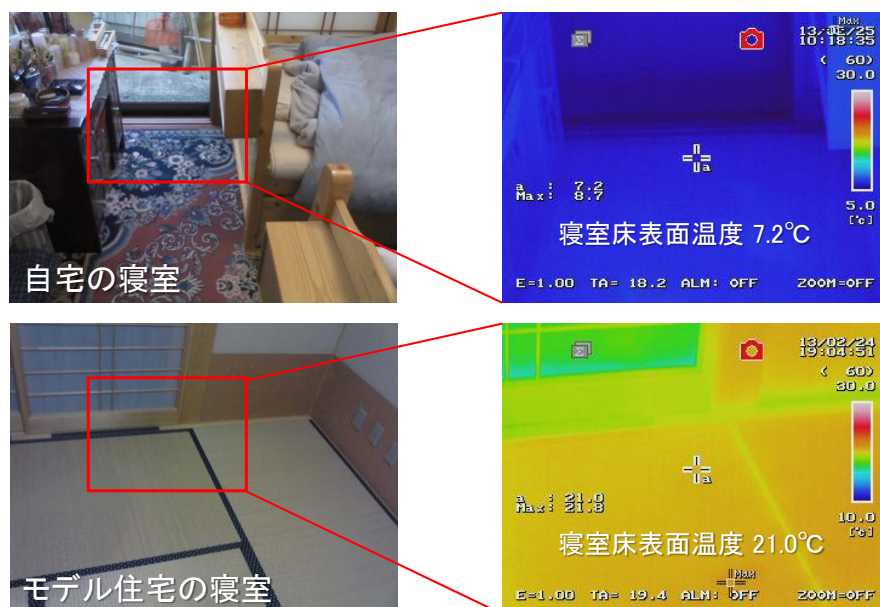 自宅の寝室
Max
10:18:35
( 60)
30.0
a : 7.2
Max: 8.7
5.0
[℃]
寝室床表面温度 7.2℃
E=1.00 TA= 18.2 ALM: OFF ZOOM=OFF
モデル住宅の寝室
Σ
13/02/24
19:04:51
( 60)
30.0
a
a : 21.0
Max: 21.8
10.0
[℃]
寝室床表面温度 21.0℃
Max
E=1.00 TA= 19.4 ALM: OFF ZOOM=OFF